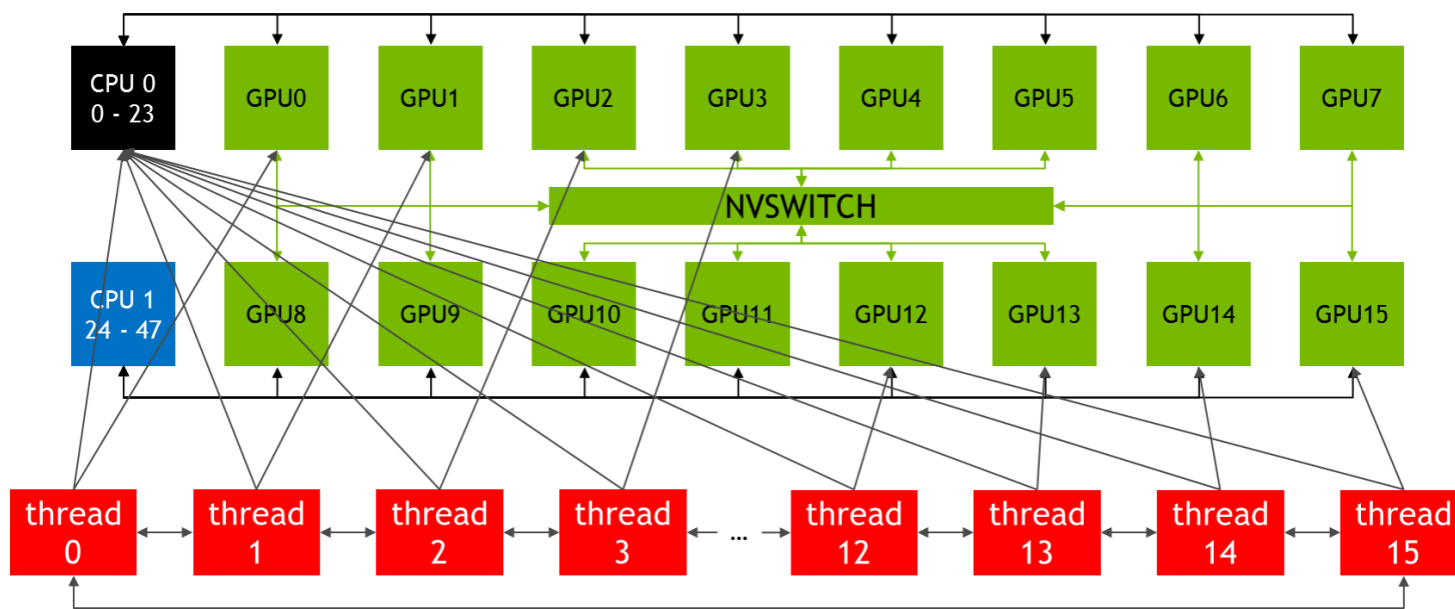 CPU 0
0 - 23
GPU0
GPU1
GPU2
GPU3
GPU4
GPU5
GPU6
GPU7
NVSWITCH
CPU 1
24 - 47
GPU8
GPU9
GPU10
GPU11
GPU12
GPU13
GPU14
GPU15
thread
0
thread
1
thread
2
thread
3
...
thread
12
thread
13
thread
14
thread
15